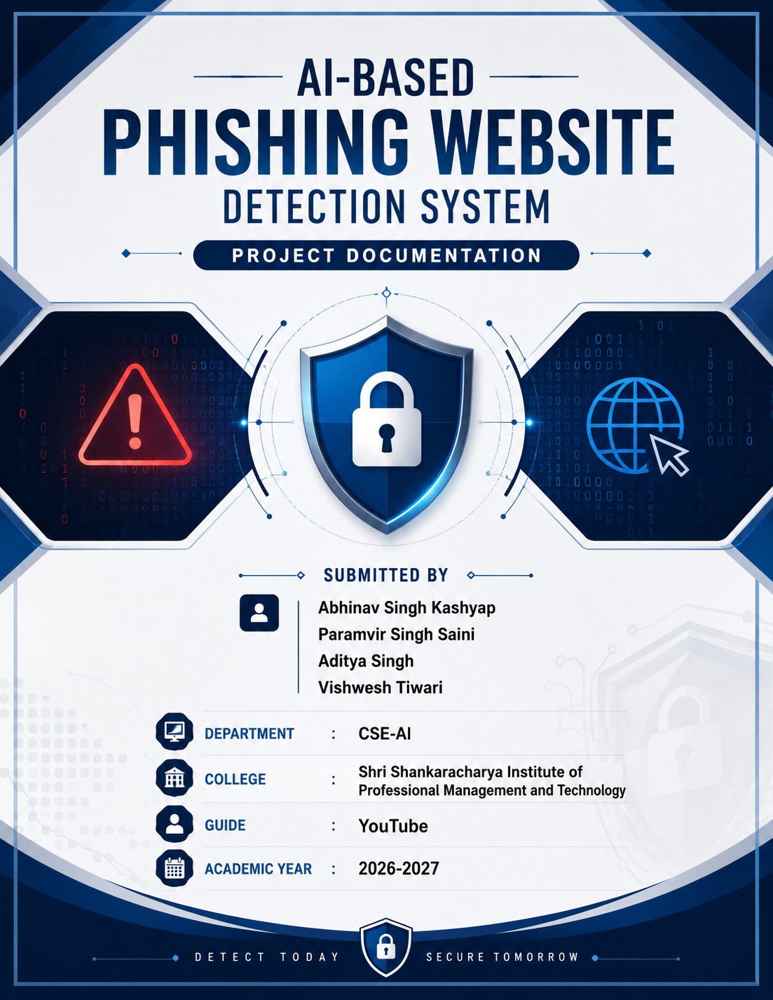 AI-BASED
PHISHING WEBSITE
DETECTION SYSTEM
PROJECT DOCUMENTATION
SUBMITTED BY
Abhinav Singh Kashyap
Paramvir Singh Saini
Aditya Singh
Vishwesh Tiwari
DEPARTMENT : CSE-AI
COLLEGE : Shri Shankaracharya Institute of
Professional Management and Technology
GUIDE : YouTube
ACADEMIC YEAR : 2026-2027
DETECT TODAY SECURE TOMORROW